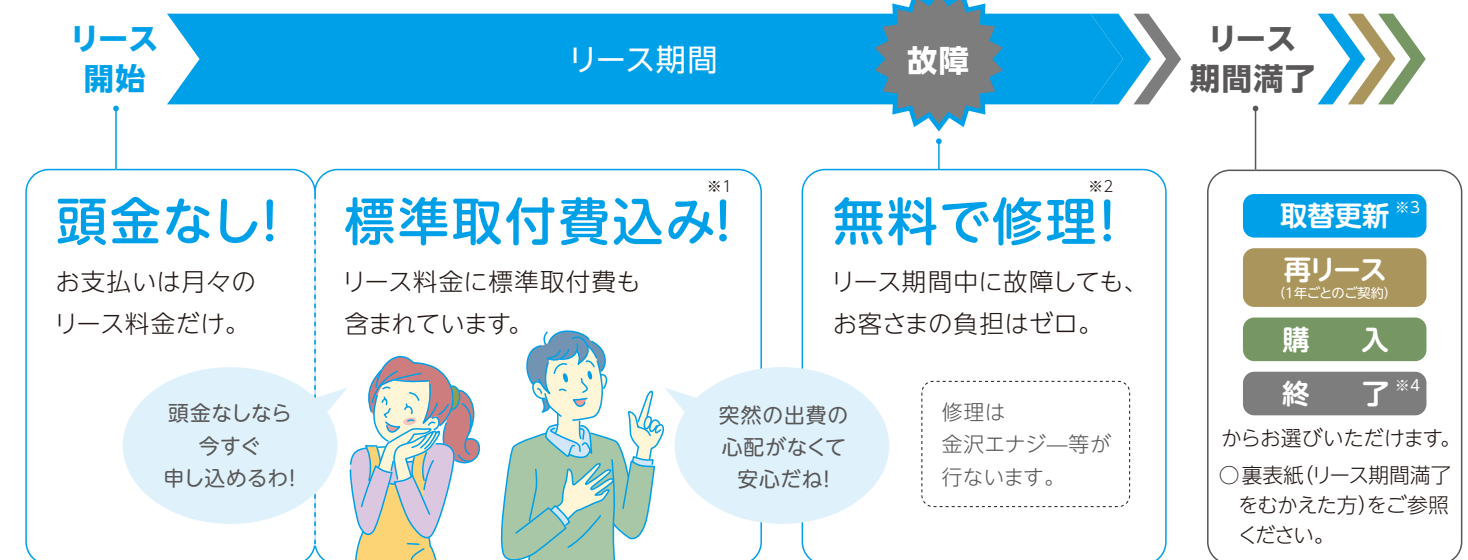 リース
開始
リース期間
故障
リース
期間満了
頭金なし!
お支払いは月々の
リース料金だけ。
頭金なしなら
今すぐ
申し込めるわ!
標準取付費込み!※1
リース料金に標準取付費も
含まれています。
突然の出費の
心配がなくて
安心だね!
無料で修理!※2
リース期間中に故障しても、
お客さまの負担はゼロ。
修理は
金沢エナジー等が
行ないます。
取替更新※3
再リース
(1年ごとのご契約)
購　入
終　了※4
からお選びいただけます。
○裏表紙(リース期間満了
をむかえた方)をご参照
ください。